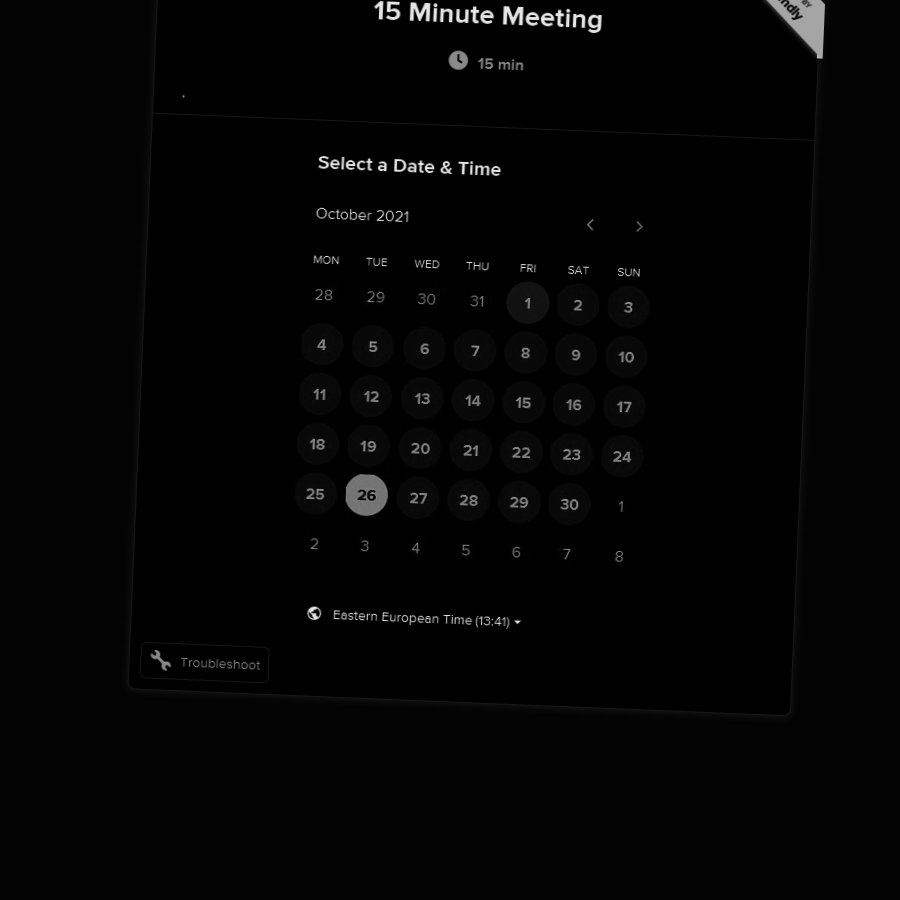 15 Minute Meeting
BY
ndly
15 min
.
Select a Date & Time
October 2021
MON TUE WED THU FRI SAT SUN
28 29 30 31 1 2 3
4 5 6 7 8 9 10
11 12 13 14 15 16 17
18 19 20 21 22 23 24
25 26 27 28 29 30 1
2 3 4 5 6 7 8
Eastern European Time (13:41)
Troubleshoot